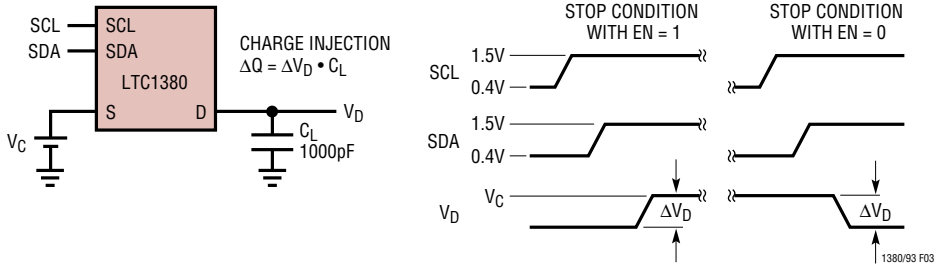 SCL
SDA
SCL
SDA
LTC1380
S
D
V_C
V_D
CHARGE INJECTION
ΔQ = ΔV_D • C_L
C_L
1000pF
STOP CONDITION
WITH EN = 1
STOP CONDITION
WITH EN = 0
SCL
1.5V
0.4V
SDA
1.5V
0.4V
V_D
V_C
ΔV_D
ΔV_D
1380/93 F03